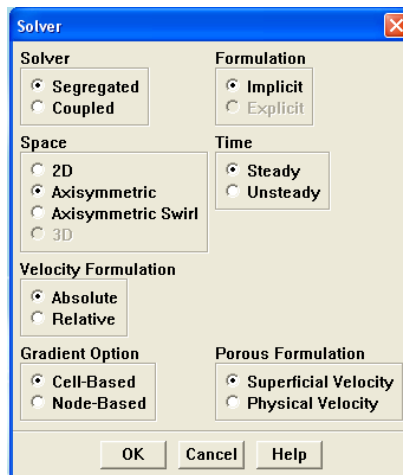 Solver
Solver
Segregated
Coupled
Formulation
Implicit
Explicit
Space
2D
Axisymmetric
Axisymmetric Swirl
3D
Time
Steady
Unsteady
Velocity Formulation
Absolute
Relative
Gradient Option
Cell-Based
Node-Based
Porous Formulation
Superficial Velocity
Physical Velocity
OK
Cancel
Help